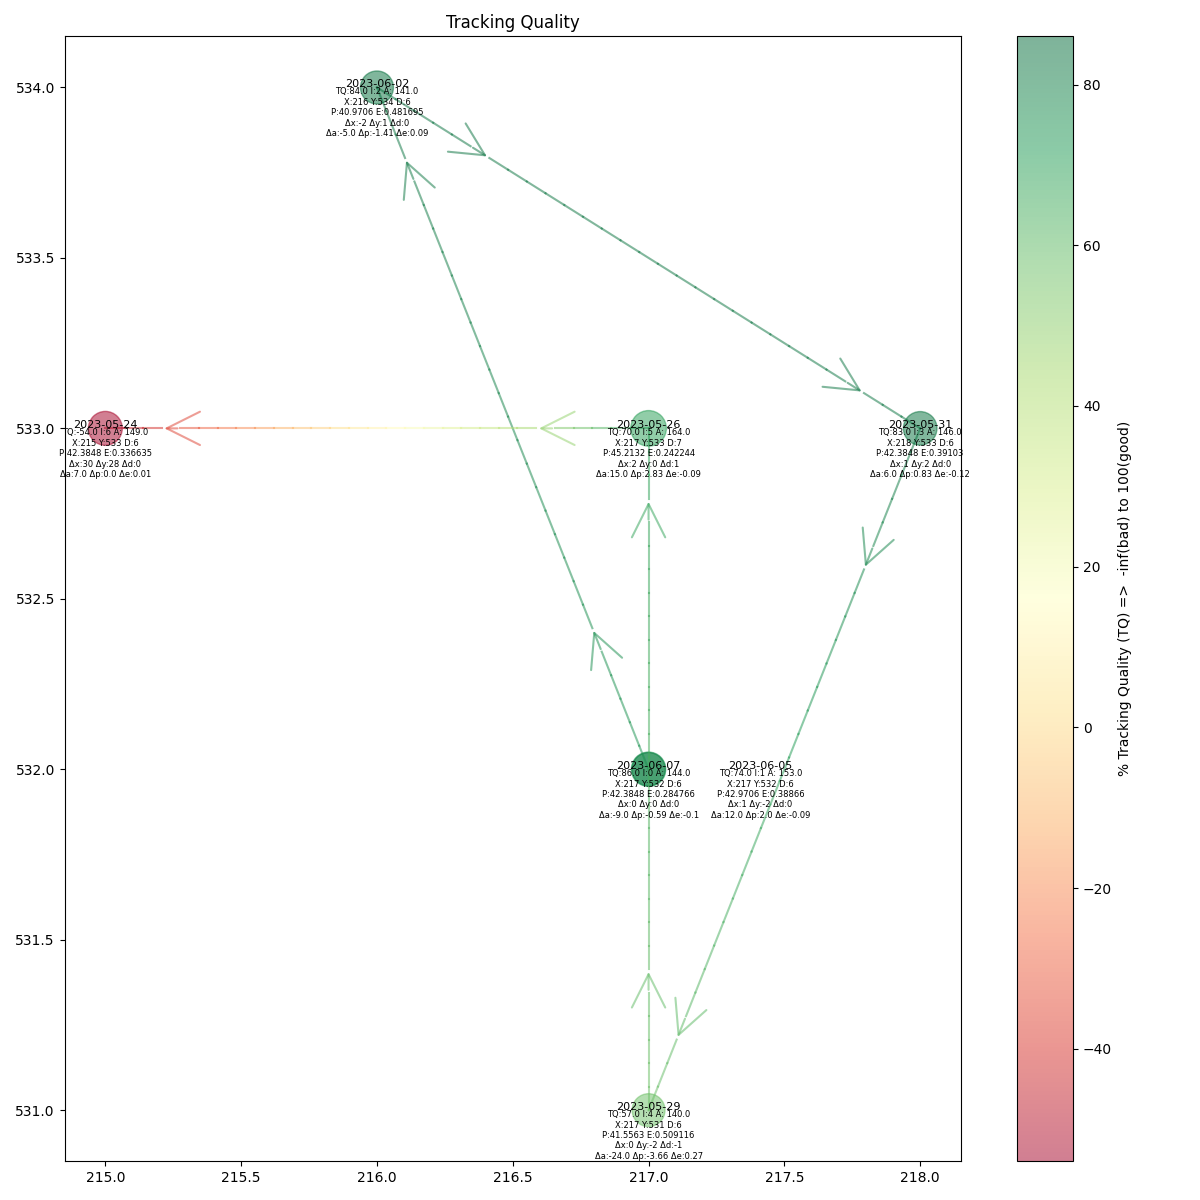 Tracking Quality
534.0
533.5
533.0
532.5
532.0
531.5
531.0
215.0
215.5
216.0
216.5
217.0
217.5
218.0
2023-06-02
TQ:84.0 I:2 A: 141.0
X:216 Y:534 D:6
P:40.9706 E:0.481695
Δx:-2 Δy:1 Δd:0
Δa:-5.0 Δp:-1.41 Δe:0.09
2023-05-24
TQ:-54.0 I:6 A: 149.0
X:215 Y:533 D:6
P:42.3848 E:0.336635
Δx:30 Δy:28 Δd:0
Δa:7.0 Δp:0.0 Δe:0.01
2023-05-26
TQ:70.0 I:5 A: 164.0
X:217 Y:533 D:7
P:45.2132 E:0.242244
Δx:2 Δy:0 Δd:1
Δa:15.0 Δp:2.83 Δe:-0.09
2023-05-31
TQ:83.0 I:3 A: 146.0
X:218 Y:533 D:6
P:42.3848 E:0.39103
Δx:1 Δy:2 Δd:0
Δa:6.0 Δp:0.83 Δe:-0.12
2023-06-07
TQ:86.0 I:0 A: 144.0
X:217 Y:532 D:6
P:42.3848 E:0.284766
Δx:0 Δy:0 Δd:0
Δa:-9.0 Δp:-0.59 Δe:-0.1
2023-06-05
TQ:74.0 I:1 A: 153.0
X:217 Y:532 D:6
P:42.9706 E:0.38866
Δx:1 Δy:-2 Δd:0
Δa:12.0 Δp:2.0 Δe:-0.09
2023-05-29
TQ:57.0 I:4 A: 140.0
X:217 Y:531 D:6
P:41.5563 E:0.509116
Δx:0 Δy:-2 Δd:-1
Δa:-24.0 Δp:-3.66 Δe:0.27
80
60
40
20
0
−20
−40
% Tracking Quality (TQ) => -inf(bad) to 100(good)